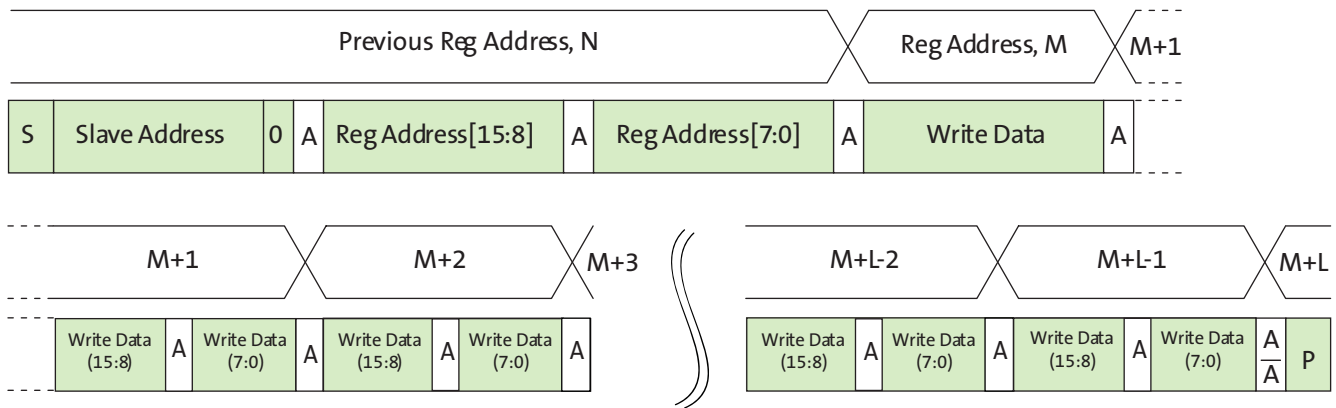 Previous Reg Address, N Reg Address, M M+1
S Slave Address 0 A Reg Address[15:8] A Reg Address[7:0] A Write Data A
M+1 M+2 M+3 M+L-2 M+L-1 M+L
Write Data (15:8) A Write Data (7:0) A Write Data (15:8) A Write Data (7:0) A Write Data (15:8) A Write Data (7:0) A Write Data (15:8) A Write Data (7:0) A A̅ P